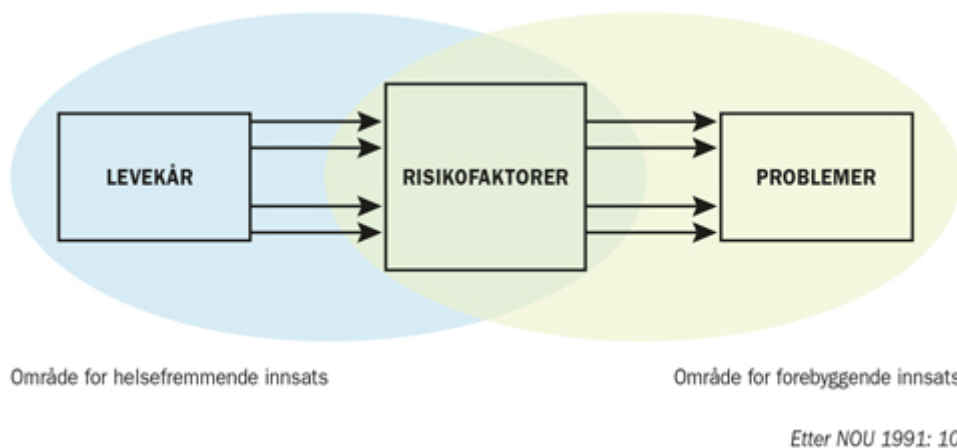 LEVEKÅR
RISIKOFAKTORER
PROBLEMER
Område for helsefremmende innsats
Område for forebyggende innsats
Etter NOU 1991: 10